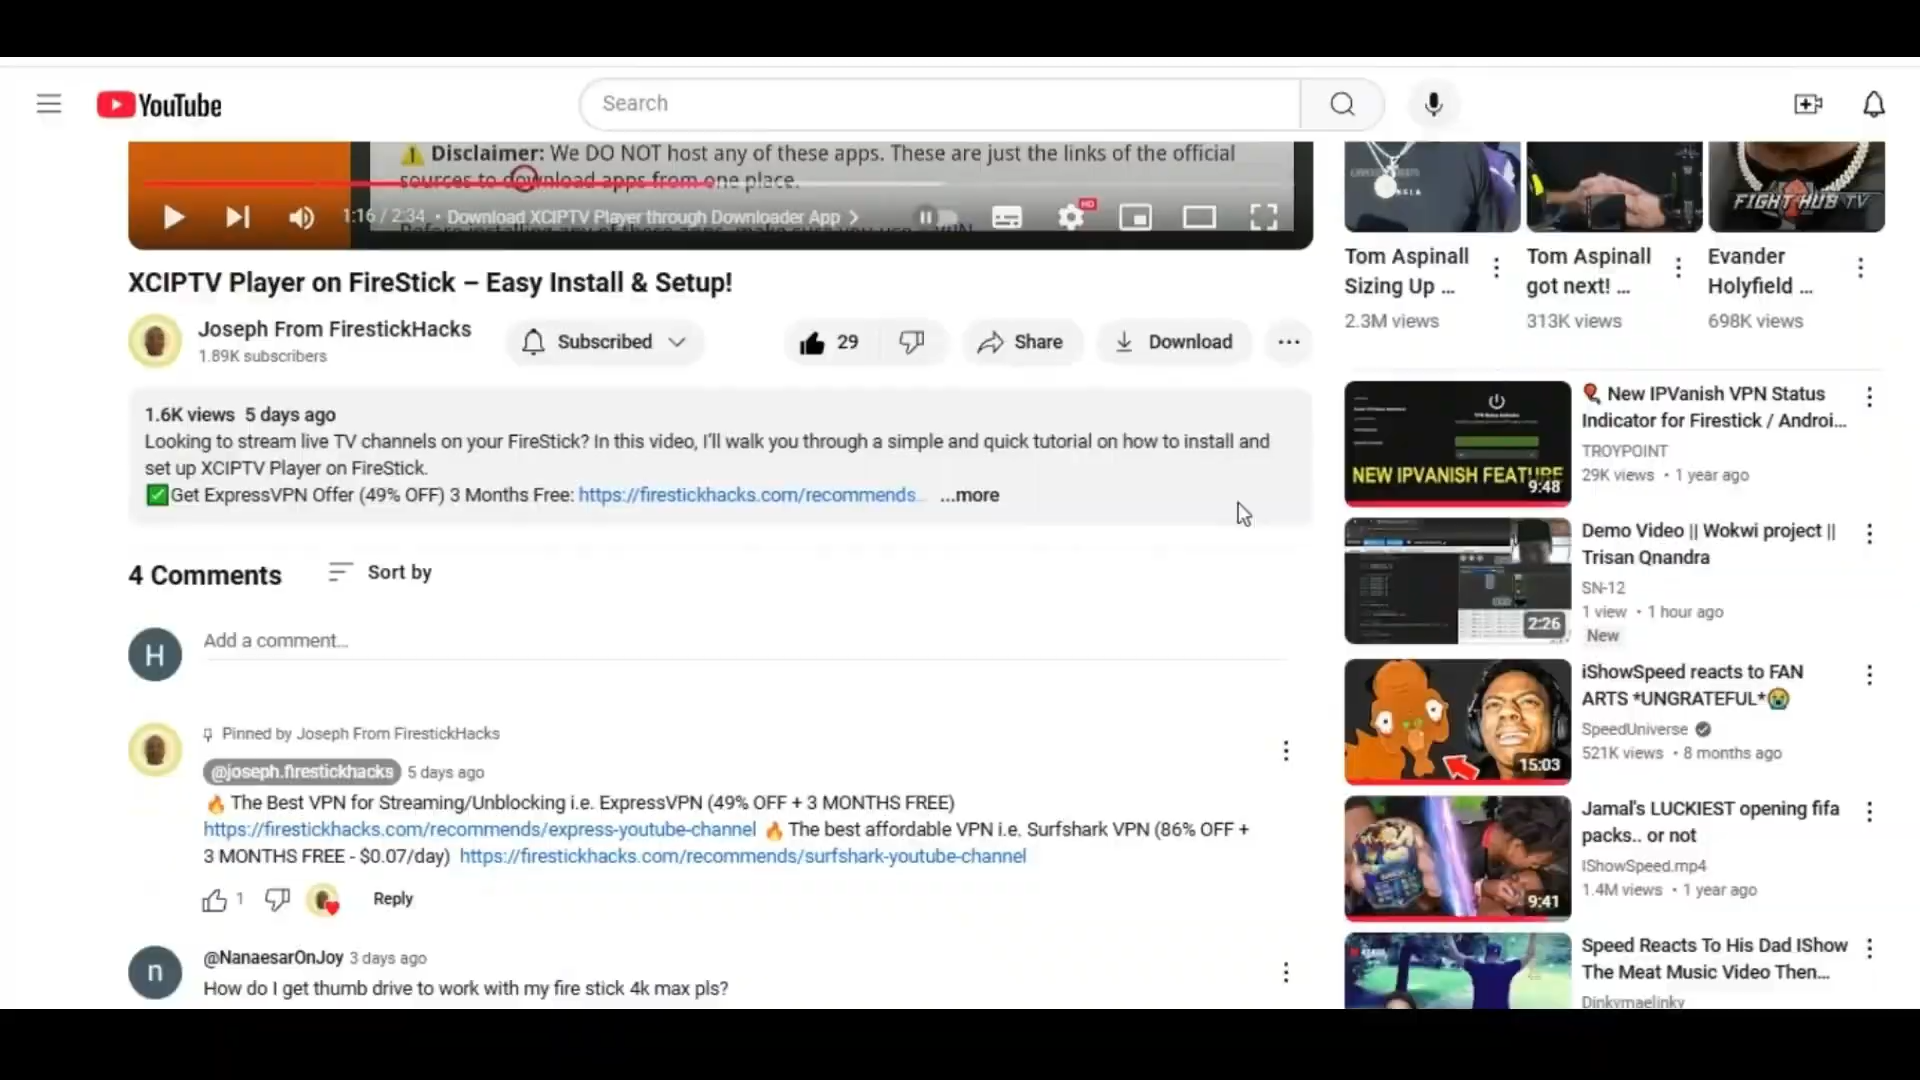 YouTube
Search
Disclaimer: We DO NOT host any of these apps. These are just the links of the official
sources to download apps from one place.
1:16 / 2:34 • Download XCIPTV Player through Downloader App
HD
XCIPTV Player on FireStick – Easy Install & Setup!
Joseph From FirestickHacks
1.89K subscribers
Subscribed
29
Share
Download
1.6K views 5 days ago
Looking to stream live TV channels on your FireStick? In this video, I'll walk you through a simple and quick tutorial on how to install and
set up XCIPTV Player on FireStick.
✅Get ExpressVPN Offer (49% OFF) 3 Months Free: https://firestickhacks.com/recommends... ...more
4 Comments
Sort by
H
Add a comment...
Pinned by Joseph From FirestickHacks
@joseph.firestickhacks 5 days ago
🔥 The Best VPN for Streaming/Unblocking i.e. ExpressVPN (49% OFF + 3 MONTHS FREE)
https://firestickhacks.com/recommends/express-youtube-channel 🔥 The best affordable VPN i.e. Surfshark VPN (86% OFF +
3 MONTHS FREE - $0.07/day) https://firestickhacks.com/recommends/surfshark-youtube-channel
1
Reply
n
@NanaesarOnJoy 3 days ago
How do I get thumb drive to work with my fire stick 4k max pls?
FIGHT HUB TV
Tom Aspinall
Sizing Up ...
2.3M views
Tom Aspinall
got next! ...
313K views
Evander
Holyfield ...
698K views
NEW IPVANISH FEATURE
9:48
New IPVanish VPN Status
Indicator for Firestick / Androi...
TROYPOINT
29K views • 1 year ago
2:26
Demo Video || Wokwi project ||
Trisan Qnandra
SN-12
1 view • 1 hour ago
New
15:03
iShowSpeed reacts to FAN
ARTS *UNGRATEFUL*😭
SpeedUniverse
521K views • 8 months ago
9:41
Jamal's LUCKIEST opening fifa
packs.. or not
IShowSpeed.mp4
1.4M views • 1 year ago
Speed Reacts To His Dad IShow
The Meat Music Video Then...
Dinkymaelinky